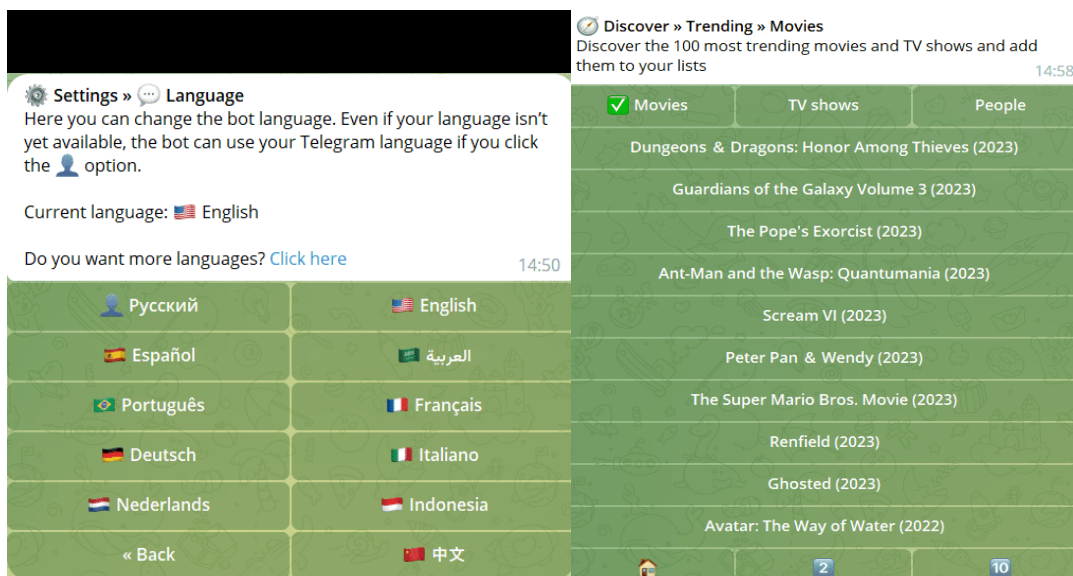 Settings » Language
Here you can change the bot language. Even if your language isn’t
yet available, the bot can use your Telegram language if you click
the option.
Current language: English
Do you want more languages? Click here
14:50
Русский
English
Español
العربية
Português
Français
Deutsch
Italiano
Nederlands
Indonesia
« Back
中文
Discover » Trending » Movies
Discover the 100 most trending movies and TV shows and add
them to your lists
14:58
Movies
TV shows
People
Dungeons & Dragons: Honor Among Thieves (2023)
Guardians of the Galaxy Volume 3 (2023)
The Pope's Exorcist (2023)
Ant-Man and the Wasp: Quantumania (2023)
Scream VI (2023)
Peter Pan & Wendy (2023)
The Super Mario Bros. Movie (2023)
Renfield (2023)
Ghosted (2023)
Avatar: The Way of Water (2022)
2
10